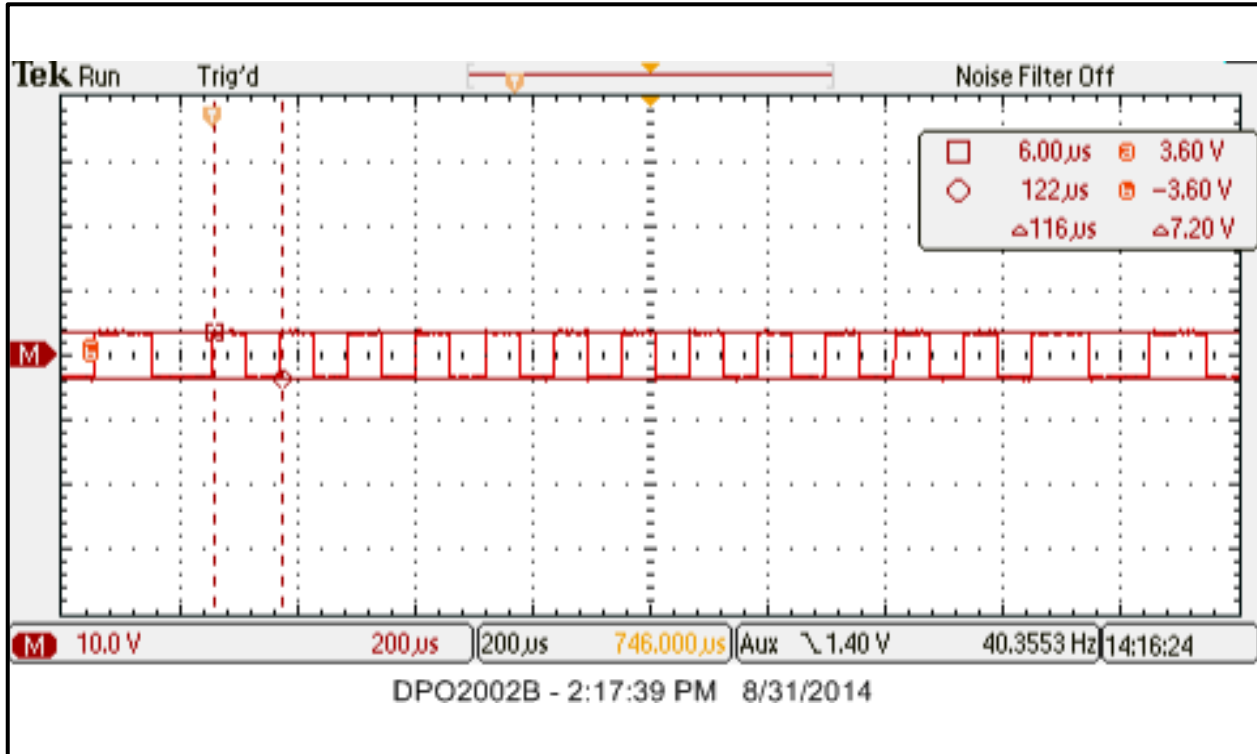 Tek Run Trig'd Noise Filter Off
T
6.00µs a 3.60 V
122µs b −3.60 V
△116µs △7.20 V
M b
M 10.0 V 200µs 200µs 746.000µs Aux 1.40 V 40.3553 Hz 14:16:24
DPO2002B - 2:17:39 PM 8/31/2014